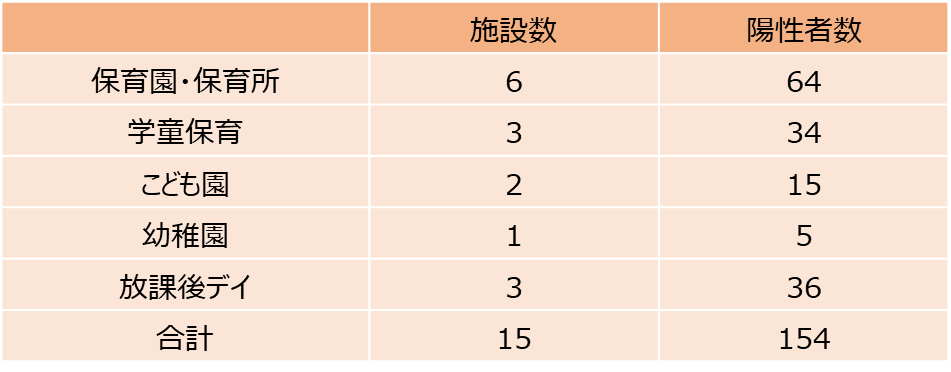 施設数 陽性者数
保育園・保育所 6 64
学童保育 3 34
こども園 2 15
幼稚園 1 5
放課後デイ 3 36
合計 15 154